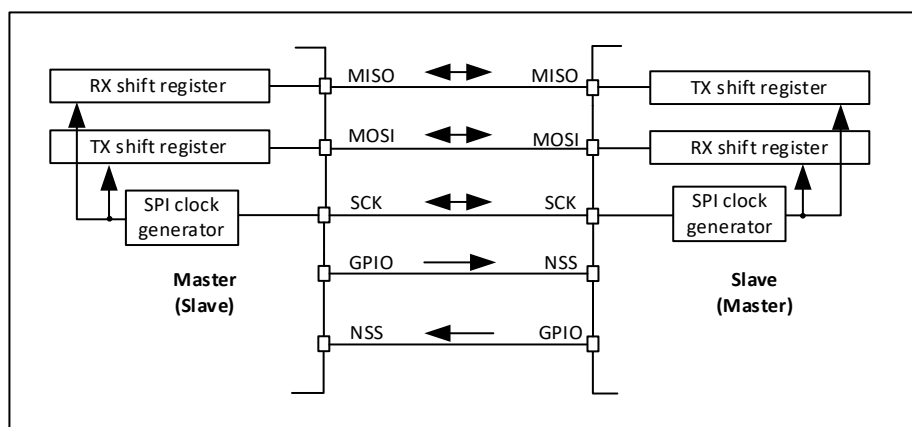 RX shift register
MISO
MISO
TX shift register
TX shift register
MOSI
MOSI
RX shift register
SPI clock
generator
SCK
SCK
SPI clock
generator
GPIO
NSS
Master
(Slave)
Slave
(Master)
NSS
GPIO